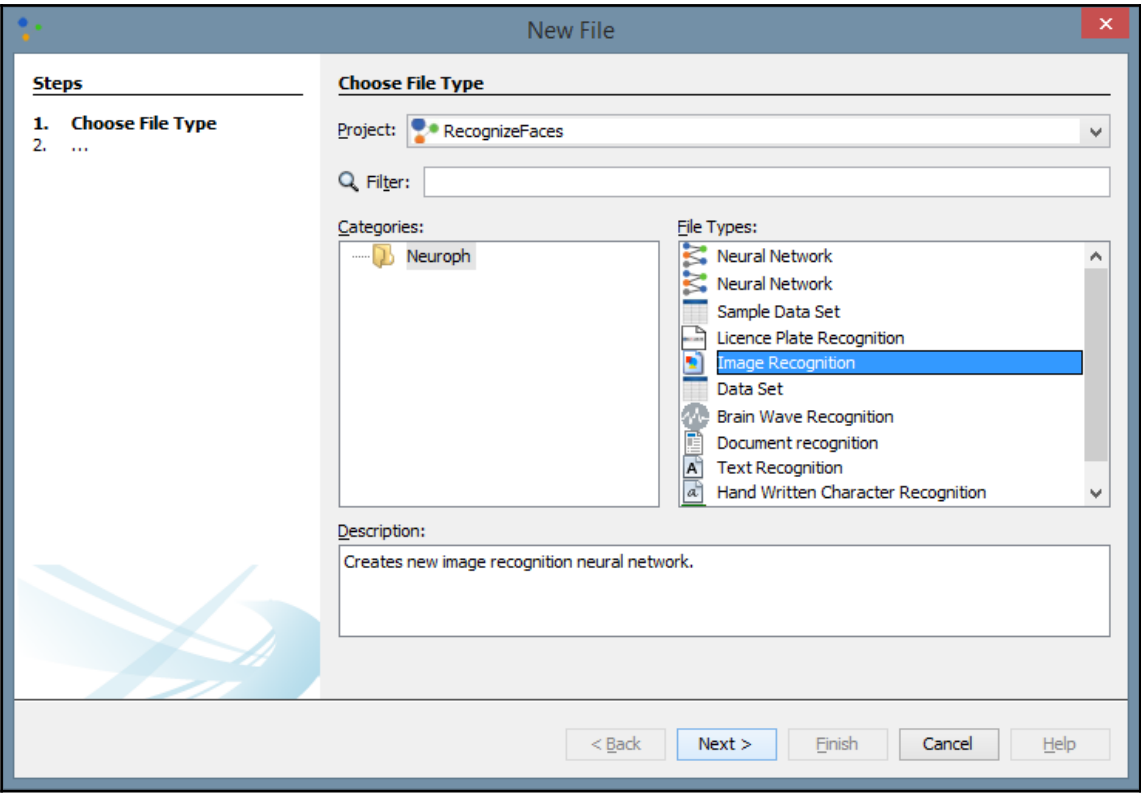 New File
Steps
1. Choose File Type
2. ...
Choose File Type
Project: RecognizeFaces
Filter:
Categories:
Neuroph
File Types:
Neural Network
Neural Network
Sample Data Set
Licence Plate Recognition
Image Recognition
Data Set
Brain Wave Recognition
Document recognition
Text Recognition
Hand Written Character Recognition
Description:
Creates new image recognition neural network.
< Back Next > Finish Cancel Help